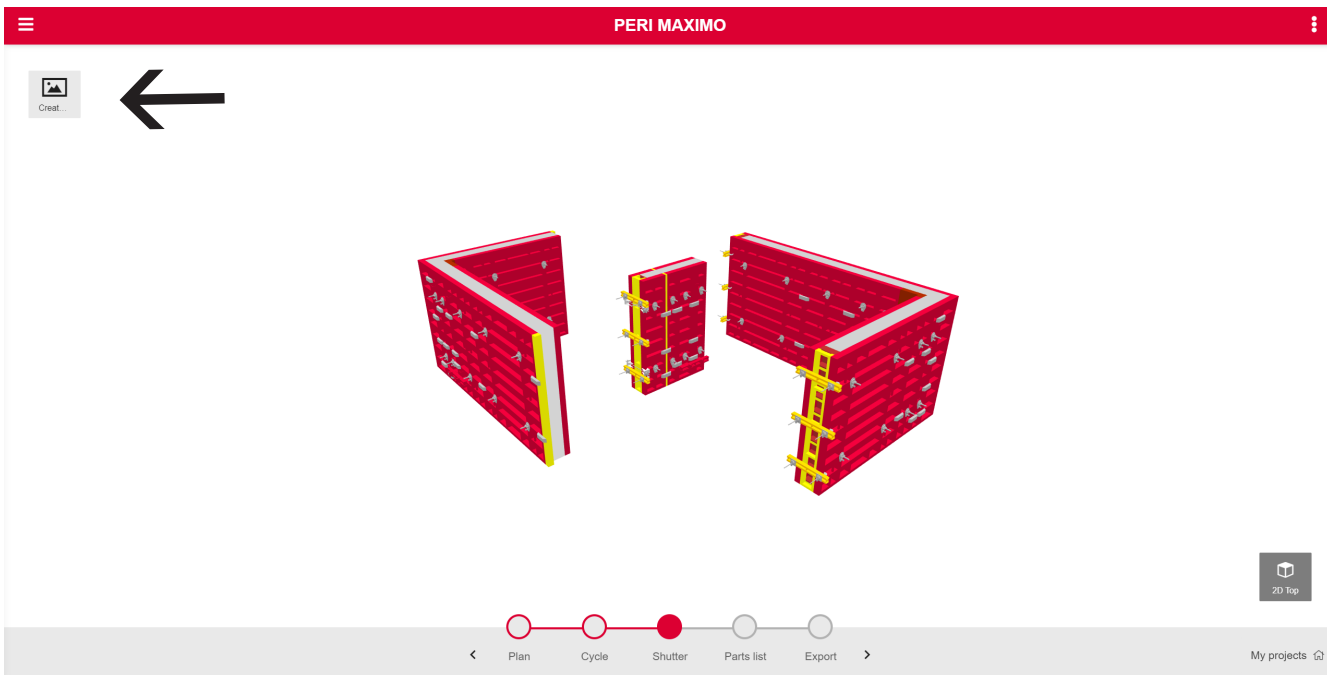 PERI MAXIMO
Creat...
2D Top
Plan
Cycle
Shutter
Parts list
Export
My projects